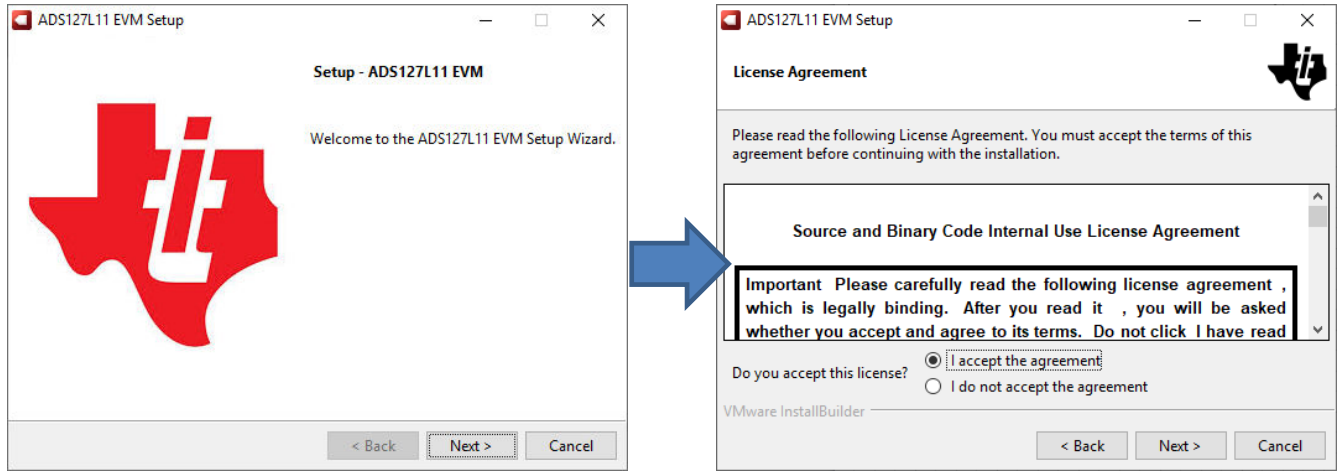 ADS127L11 EVM Setup
Setup - ADS127L11 EVM
Welcome to the ADS127L11 EVM Setup Wizard.
< Back
Next >
Cancel
ADS127L11 EVM Setup
License Agreement
Please read the following License Agreement. You must accept the terms of this
agreement before continuing with the installation.
Source and Binary Code Internal Use License Agreement
Important Please carefully read the following license agreement ,
which is legally binding. After you read it , you will be asked
whether you accept and agree to its terms. Do not click I have read
Do you accept this license?
I accept the agreement
I do not accept the agreement
VMware InstallBuilder
< Back
Next >
Cancel